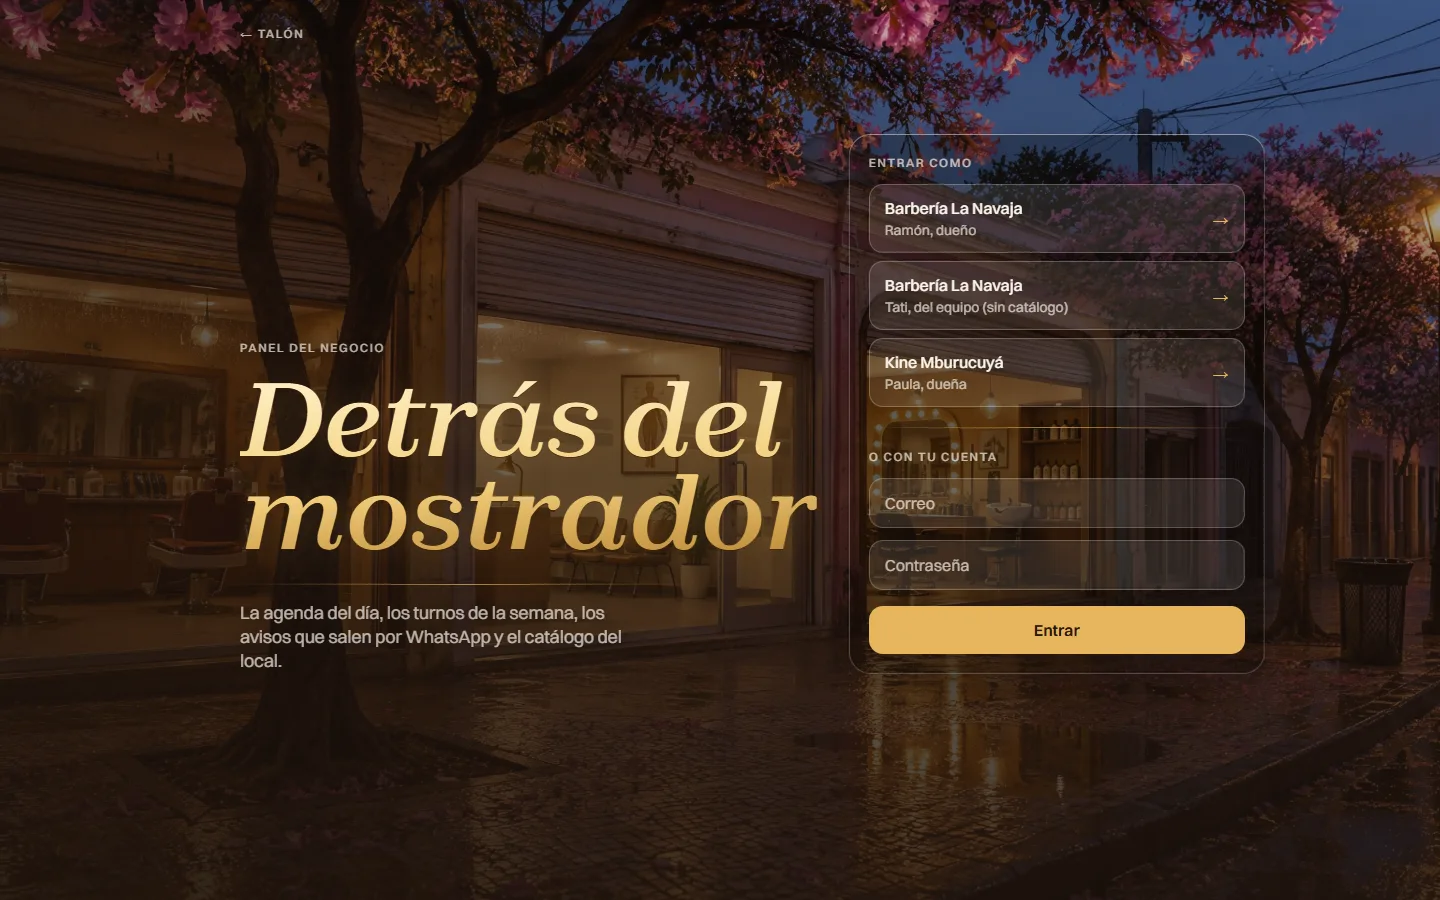 ← TALÓN
PANEL DEL NEGOCIO
Detrás del
mostrador
La agenda del día, los turnos de la semana, los
avisos que salen por WhatsApp y el catálogo del
local.
ENTRAR COMO
Barbería La Navaja
Ramón, dueño
→
Barbería La Navaja
Tati, del equipo (sin catálogo)
→
Kine Mburucuyá
Paula, dueña
→
O CON TU CUENTA
Correo
Contraseña
Entrar